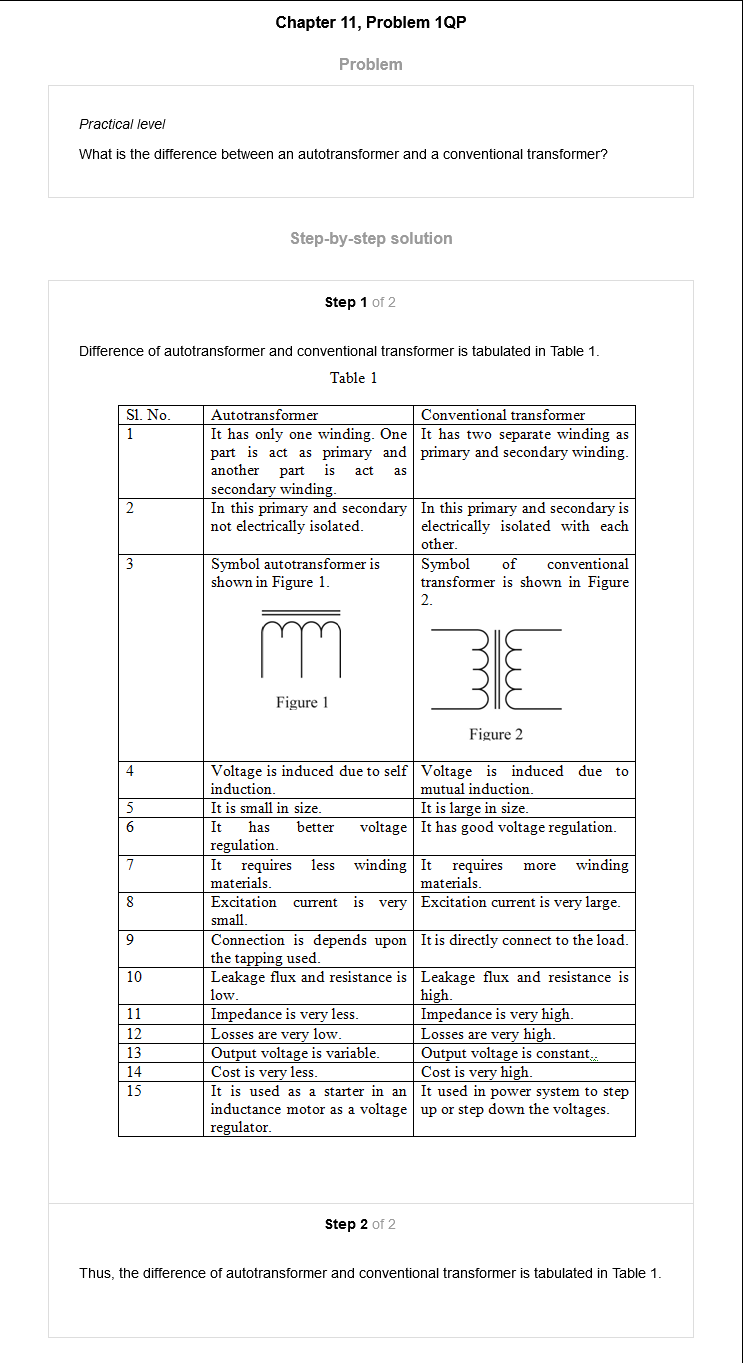 Chapter 11, Problem 1QP
Problem
Practical level
What is the difference between an autotransformer and a conventional transformer?
Step-by-step solution
Step 1 of 2
Difference of autotransformer and conventional transformer is tabulated in Table 1.
Table 1
Sl. No. Autotransformer Conventional transformer
1 It has only one winding. One It has two separate winding as
part is act as primary and primary and secondary winding.
another part is act as
secondary winding.
2 In this primary and secondary In this primary and secondary is
not electrically isolated. electrically isolated with each
other.
3 Symbol autotransformer is Symbol of conventional
shown in Figure 1. transformer is shown in Figure
2.
Figure 1
Figure 2
4 Voltage is induced due to self Voltage is induced due to
induction. mutual induction.
5 It is small in size. It is large in size.
6 It has better voltage It has good voltage regulation.
regulation.
7 It requires less winding It requires more winding
materials. materials.
8 Excitation current is very Excitation current is very large.
small.
9 Connection is depends upon It is directly connect to the load.
the tapping used.
10 Leakage flux and resistance is Leakage flux and resistance is
low. high.
11 Impedance is very less. Impedance is very high.
12 Losses are very low. Losses are very high.
13 Output voltage is variable. Output voltage is constant..
14 Cost is very less. Cost is very high.
15 It is used as a starter in an It used in power system to step
inductance motor as a voltage up or step down the voltages.
regulator.
Step 2 of 2
Thus, the difference of autotransformer and conventional transformer is tabulated in Table 1.